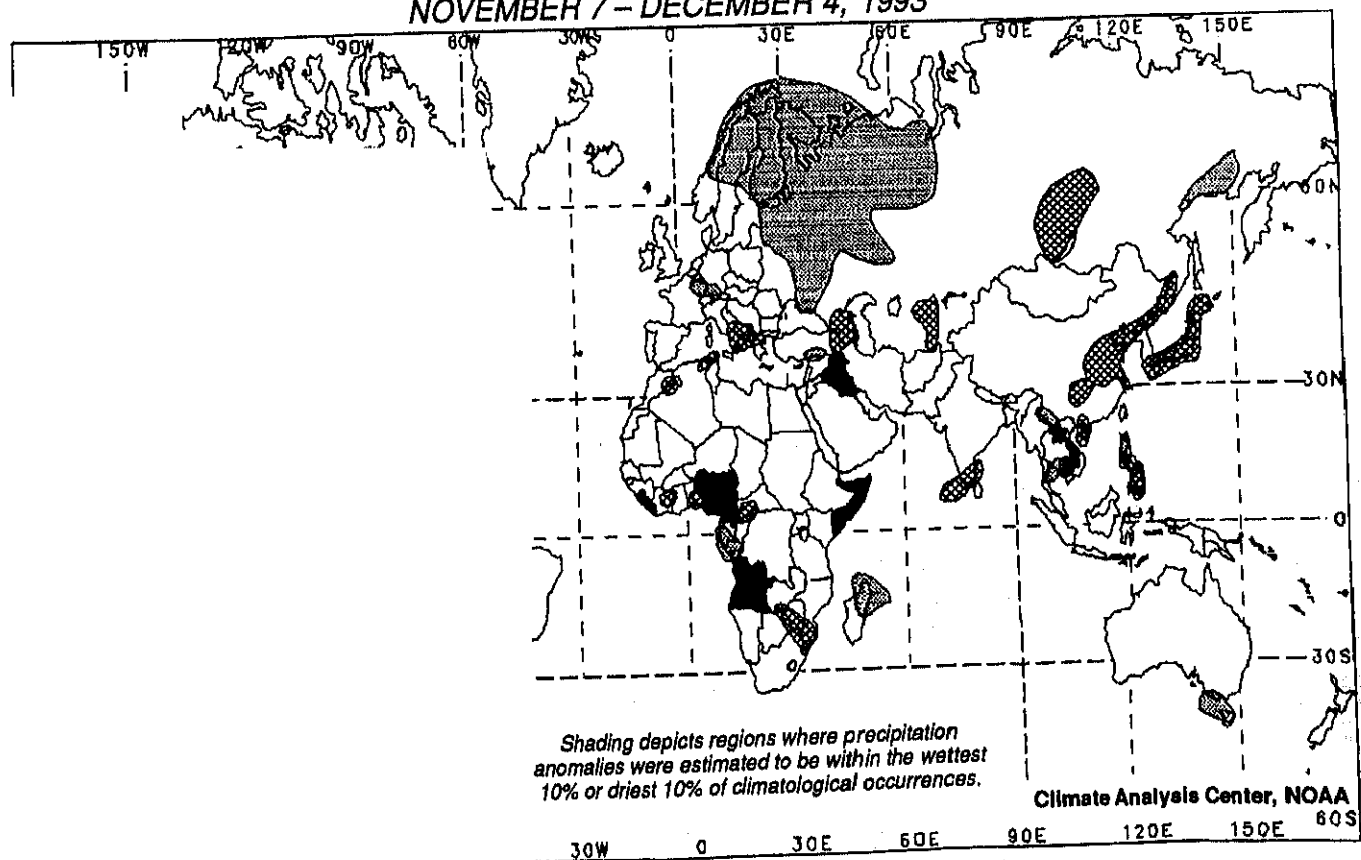 NOVEMBER 7 – DECEMBER 4, 1993
150W 120W 90W 60W 30W 0 30E 60E 90E 120E 150E
60N
30N
0
30S
Shading depicts regions where precipitation
anomalies were estimated to be within the wettest
10% or driest 10% of climatological occurrences.
Climate Analysis Center, NOAA
60S
30W 0 30E 60E 90E 120E 150E